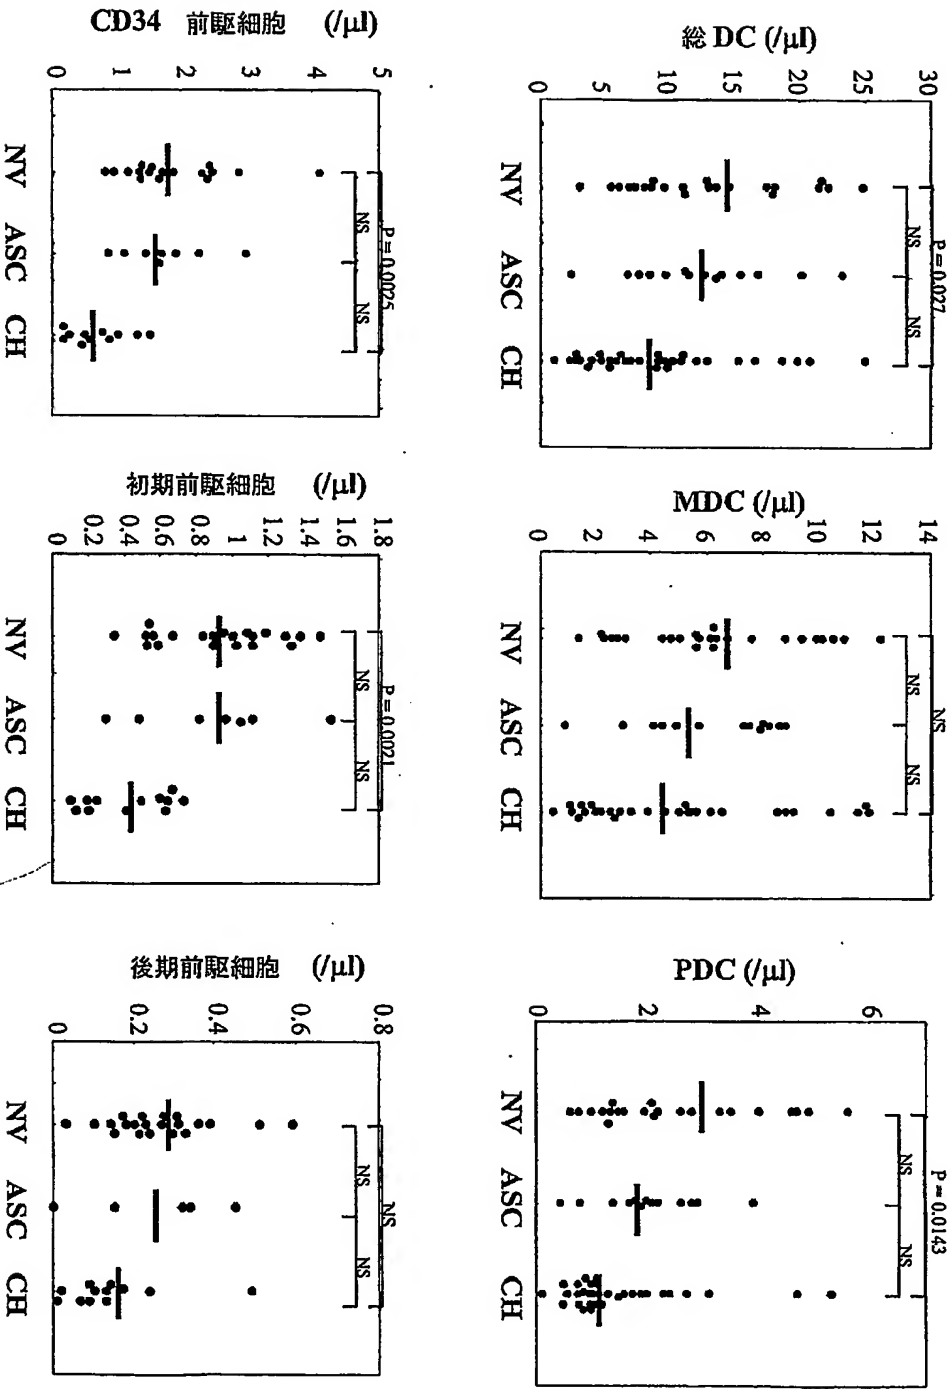 総 DC (/μl)
30
25
20
15
10
5
0
P = 0.027
NS
NS
NV
ASC
CH
MDC (/μl)
14
12
10
8
6
4
2
0
NS
NS
NS
NV
ASC
CH
PDC (/μl)
6
4
2
0
P = 0.0143
NS
NS
NV
ASC
CH
CD34 前駆細胞 (/μl)
5
4
3
2
1
0
P = 0.0025
NS
NS
NV
ASC
CH
初期前駆細胞 (/μl)
1.8
1.6
1.4
1.2
1
0.8
0.6
0.4
0.2
0
P = 0.0021
NS
NS
NV
ASC
CH
後期前駆細胞 (/μl)
0.8
0.6
0.4
0.2
0
NS
NS
NS
NV
ASC
CH